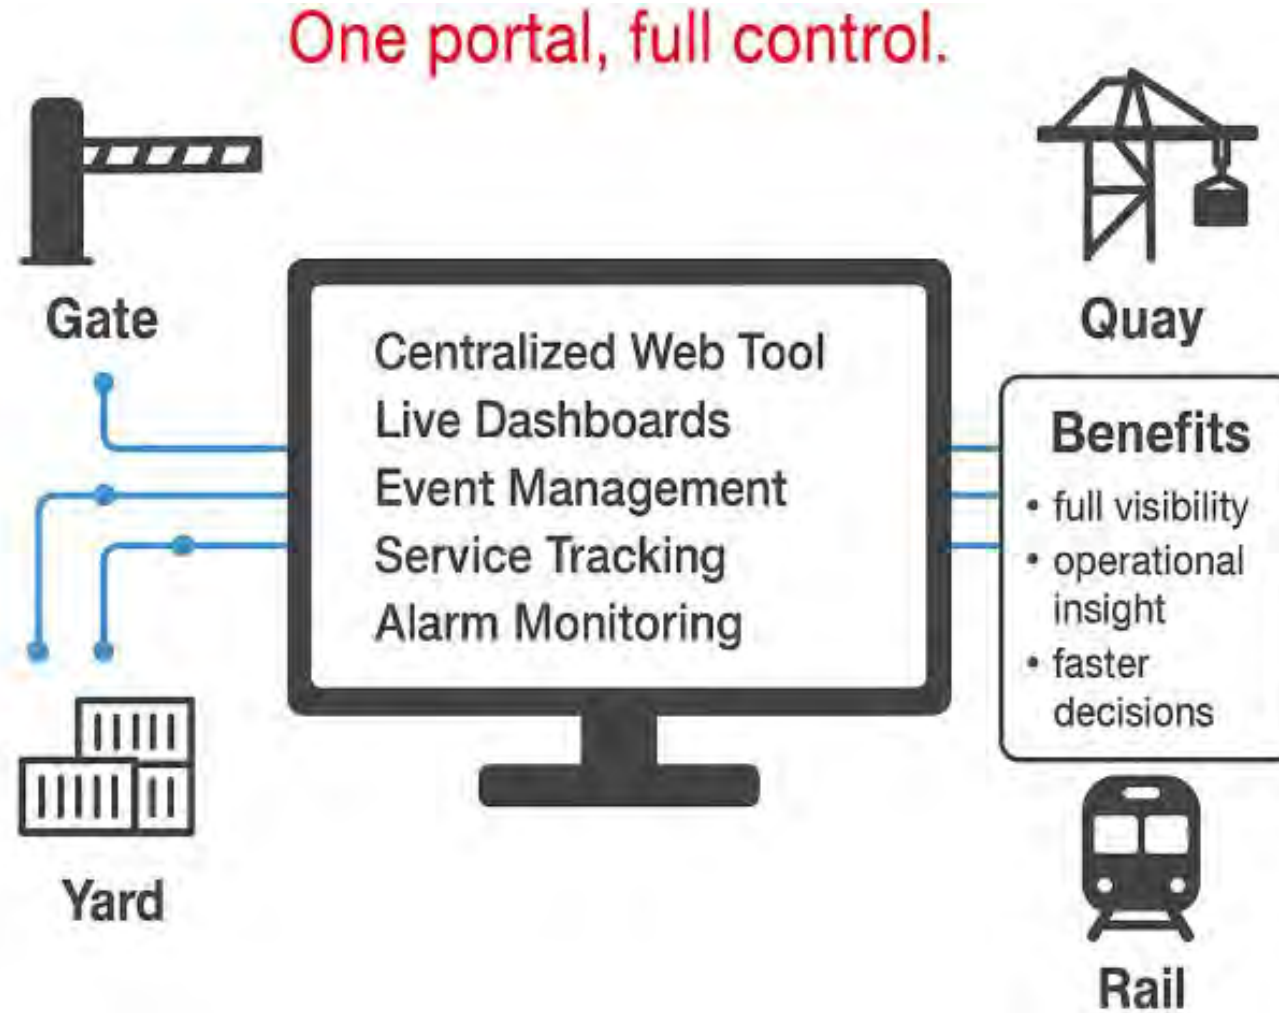 One portal, full control.
Gate
Quay
Centralized Web Tool
Live Dashboards
Event Management
Service Tracking
Alarm Monitoring
Benefits
• full visibility
• operational
insight
• faster
decisions
Yard
Rail